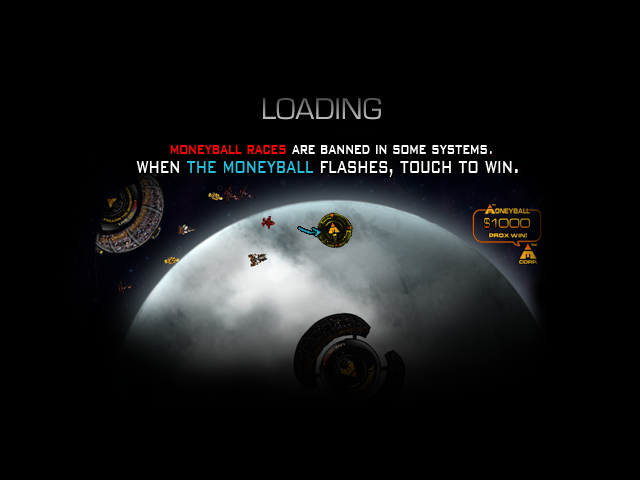 LOADING
MONEYBALL RACES ARE BANNED IN SOME SYSTEMS.
WHEN THE MONEYBALL FLASHES, TOUCH TO WIN.
MONEYBALL
$1000
PROX WIN!
TM
CORP.